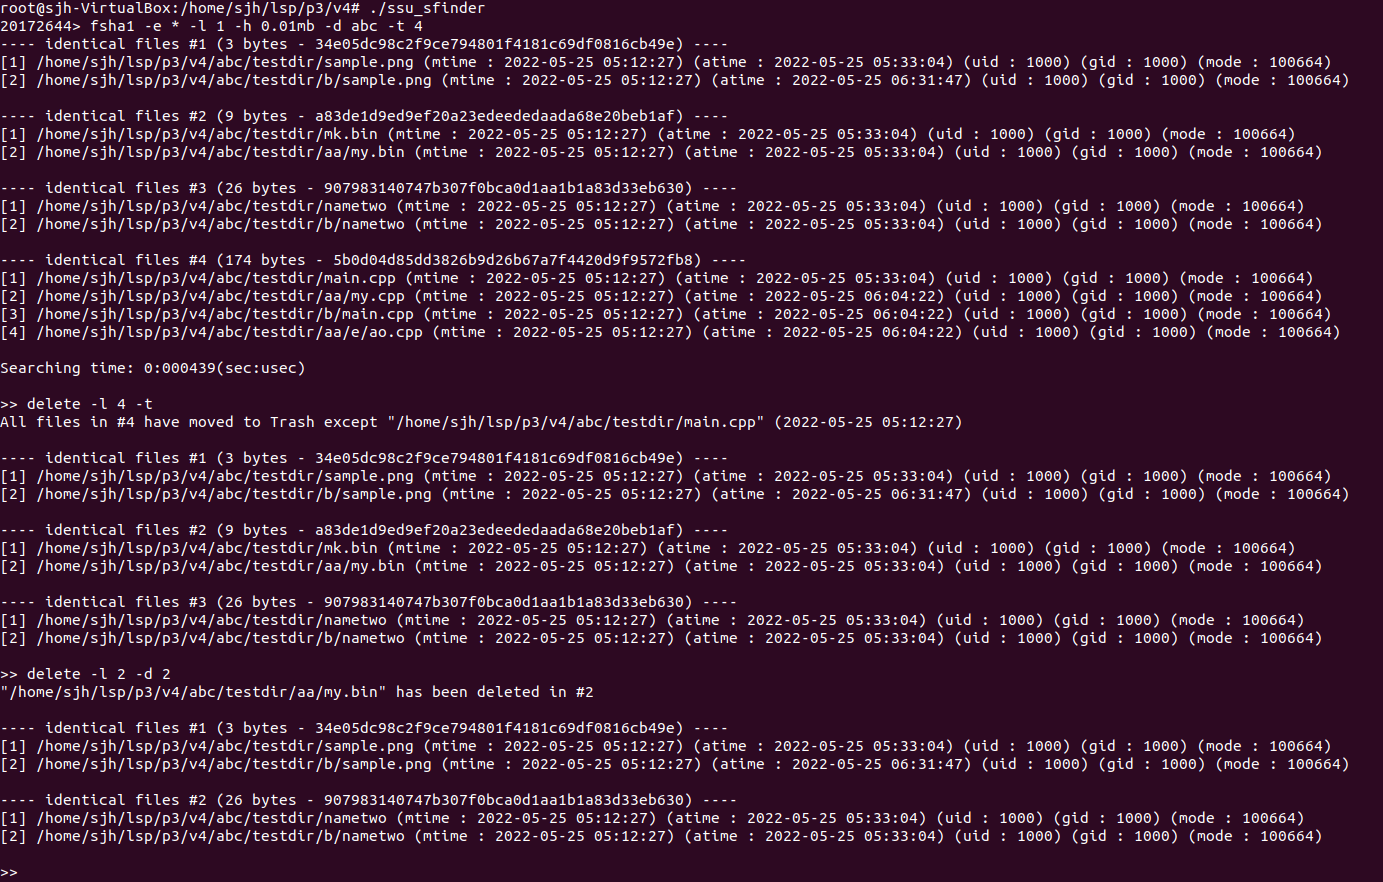 root@sjh-VirtualBox:/home/sjh/lsp/p3/v4# ./ssu_sfinder
20172644> fsha1 -e * -l 1 -h 0.01mb -d abc -t 4
---- identical files #1 (3 bytes - 34e05dc98c2f9ce794801f4181c69df0816cb49e) ----
[1] /home/sjh/lsp/p3/v4/abc/testdir/sample.png (mtime : 2022-05-25 05:12:27) (atime : 2022-05-25 05:33:04) (uid : 1000) (gid : 1000) (mode : 100664)
[2] /home/sjh/lsp/p3/v4/abc/testdir/b/sample.png (mtime : 2022-05-25 05:12:27) (atime : 2022-05-25 06:31:47) (uid : 1000) (gid : 1000) (mode : 100664)

---- identical files #2 (9 bytes - a83de1d9ed9ef20a23edeededaada68e20beb1af) ----
[1] /home/sjh/lsp/p3/v4/abc/testdir/mk.bin (mtime : 2022-05-25 05:12:27) (atime : 2022-05-25 05:33:04) (uid : 1000) (gid : 1000) (mode : 100664)
[2] /home/sjh/lsp/p3/v4/abc/testdir/aa/my.bin (mtime : 2022-05-25 05:12:27) (atime : 2022-05-25 05:33:04) (uid : 1000) (gid : 1000) (mode : 100664)

---- identical files #3 (26 bytes - 907983140747b307f0bca0d1aa1b1a83d33eb630) ----
[1] /home/sjh/lsp/p3/v4/abc/testdir/nametwo (mtime : 2022-05-25 05:12:27) (atime : 2022-05-25 05:33:04) (uid : 1000) (gid : 1000) (mode : 100664)
[2] /home/sjh/lsp/p3/v4/abc/testdir/b/nametwo (mtime : 2022-05-25 05:12:27) (atime : 2022-05-25 05:33:04) (uid : 1000) (gid : 1000) (mode : 100664)

---- identical files #4 (174 bytes - 5b0d04d85dd3826b9d26b67a7f4420d9f9572fb8) ----
[1] /home/sjh/lsp/p3/v4/abc/testdir/main.cpp (mtime : 2022-05-25 05:12:27) (atime : 2022-05-25 05:33:04) (uid : 1000) (gid : 1000) (mode : 100664)
[2] /home/sjh/lsp/p3/v4/abc/testdir/aa/my.cpp (mtime : 2022-05-25 05:12:27) (atime : 2022-05-25 06:04:22) (uid : 1000) (gid : 1000) (mode : 100664)
[3] /home/sjh/lsp/p3/v4/abc/testdir/b/main.cpp (mtime : 2022-05-25 05:12:27) (atime : 2022-05-25 06:04:22) (uid : 1000) (gid : 1000) (mode : 100664)
[4] /home/sjh/lsp/p3/v4/abc/testdir/aa/e/ao.cpp (mtime : 2022-05-25 05:12:27) (atime : 2022-05-25 06:04:22) (uid : 1000) (gid : 1000) (mode : 100664)

Searching time: 0:000439(sec:usec)

>> delete -l 4 -t
All files in #4 have moved to Trash except "/home/sjh/lsp/p3/v4/abc/testdir/main.cpp" (2022-05-25 05:12:27)

---- identical files #1 (3 bytes - 34e05dc98c2f9ce794801f4181c69df0816cb49e) ----
[1] /home/sjh/lsp/p3/v4/abc/testdir/sample.png (mtime : 2022-05-25 05:12:27) (atime : 2022-05-25 05:33:04) (uid : 1000) (gid : 1000) (mode : 100664)
[2] /home/sjh/lsp/p3/v4/abc/testdir/b/sample.png (mtime : 2022-05-25 05:12:27) (atime : 2022-05-25 06:31:47) (uid : 1000) (gid : 1000) (mode : 100664)

---- identical files #2 (9 bytes - a83de1d9ed9ef20a23edeededaada68e20beb1af) ----
[1] /home/sjh/lsp/p3/v4/abc/testdir/mk.bin (mtime : 2022-05-25 05:12:27) (atime : 2022-05-25 05:33:04) (uid : 1000) (gid : 1000) (mode : 100664)
[2] /home/sjh/lsp/p3/v4/abc/testdir/aa/my.bin (mtime : 2022-05-25 05:12:27) (atime : 2022-05-25 05:33:04) (uid : 1000) (gid : 1000) (mode : 100664)

---- identical files #3 (26 bytes - 907983140747b307f0bca0d1aa1b1a83d33eb630) ----
[1] /home/sjh/lsp/p3/v4/abc/testdir/nametwo (mtime : 2022-05-25 05:12:27) (atime : 2022-05-25 05:33:04) (uid : 1000) (gid : 1000) (mode : 100664)
[2] /home/sjh/lsp/p3/v4/abc/testdir/b/nametwo (mtime : 2022-05-25 05:12:27) (atime : 2022-05-25 05:33:04) (uid : 1000) (gid : 1000) (mode : 100664)

>> delete -l 2 -d 2
"/home/sjh/lsp/p3/v4/abc/testdir/aa/my.bin" has been deleted in #2

---- identical files #1 (3 bytes - 34e05dc98c2f9ce794801f4181c69df0816cb49e) ----
[1] /home/sjh/lsp/p3/v4/abc/testdir/sample.png (mtime : 2022-05-25 05:12:27) (atime : 2022-05-25 05:33:04) (uid : 1000) (gid : 1000) (mode : 100664)
[2] /home/sjh/lsp/p3/v4/abc/testdir/b/sample.png (mtime : 2022-05-25 05:12:27) (atime : 2022-05-25 06:31:47) (uid : 1000) (gid : 1000) (mode : 100664)

---- identical files #2 (26 bytes - 907983140747b307f0bca0d1aa1b1a83d33eb630) ----
[1] /home/sjh/lsp/p3/v4/abc/testdir/nametwo (mtime : 2022-05-25 05:12:27) (atime : 2022-05-25 05:33:04) (uid : 1000) (gid : 1000) (mode : 100664)
[2] /home/sjh/lsp/p3/v4/abc/testdir/b/nametwo (mtime : 2022-05-25 05:12:27) (atime : 2022-05-25 05:33:04) (uid : 1000) (gid : 1000) (mode : 100664)

>>